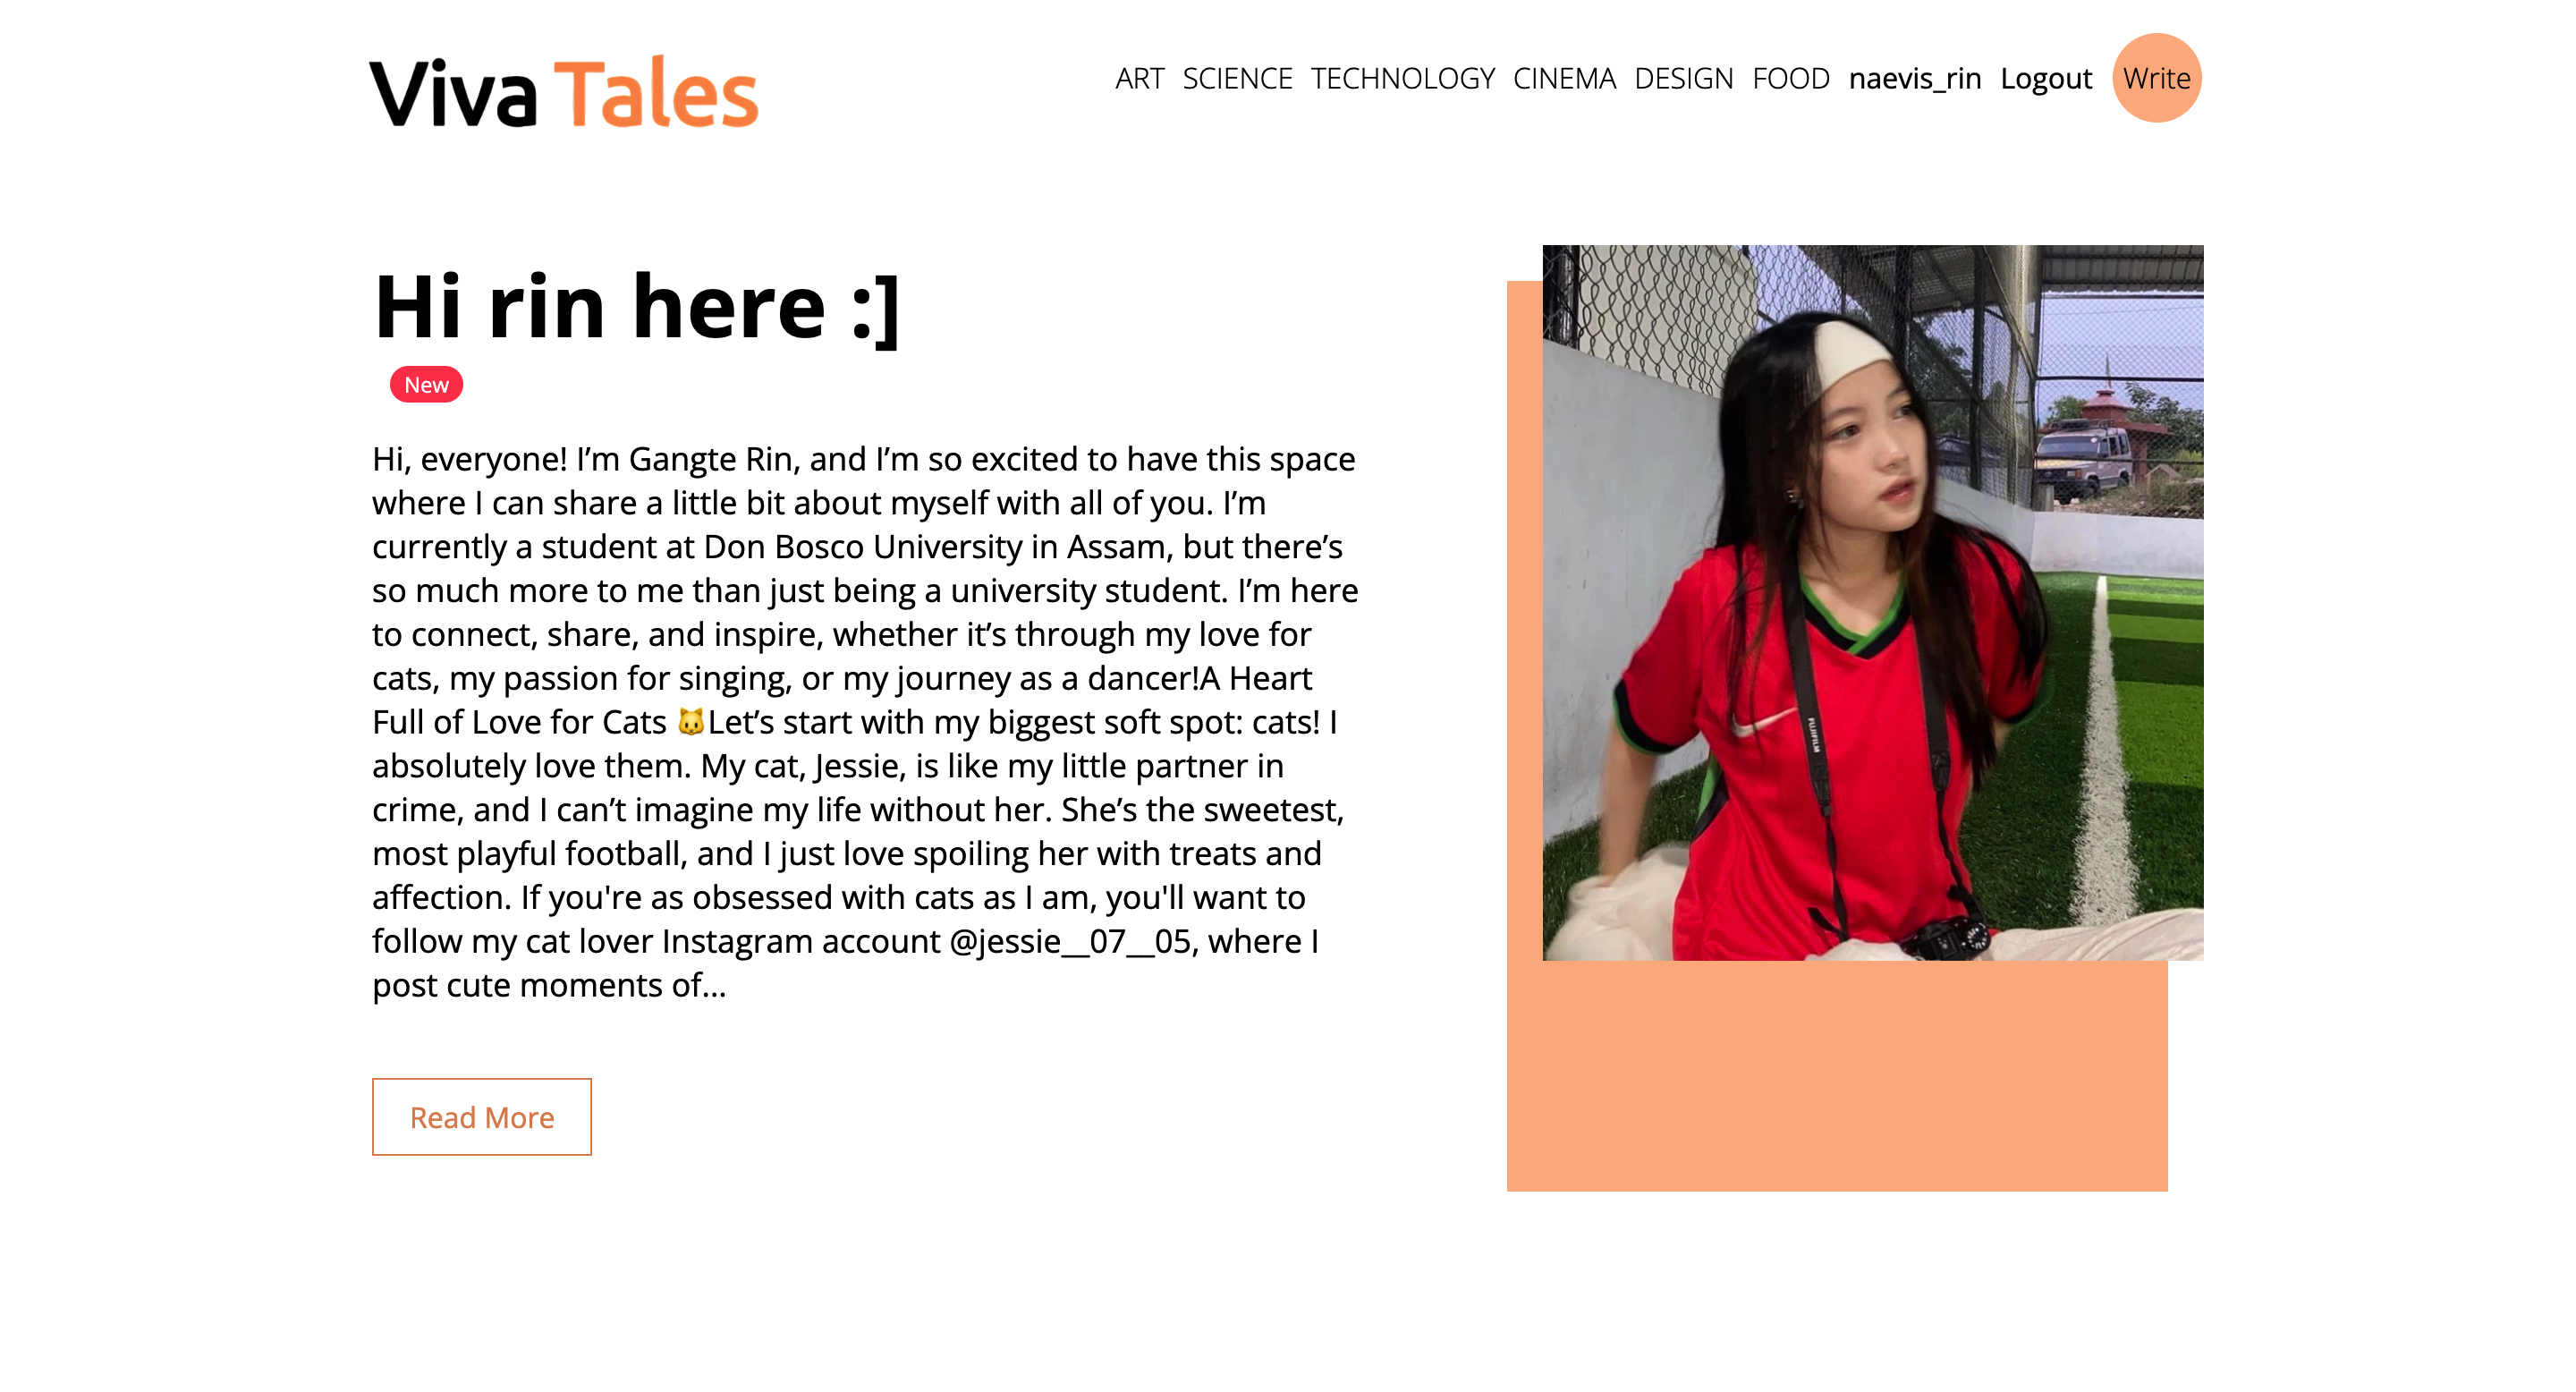 Viva Tales
ART SCIENCE TECHNOLOGY CINEMA DESIGN FOOD naevis_rin Logout Write
Hi rin here :]
New
Hi, everyone! I’m Gangte Rin, and I’m so excited to have this space
where I can share a little bit about myself with all of you. I’m
currently a student at Don Bosco University in Assam, but there’s
so much more to me than just being a university student. I’m here
to connect, share, and inspire, whether it’s through my love for
cats, my passion for singing, or my journey as a dancer!A Heart
Full of Love for Cats 🐱Let’s start with my biggest soft spot: cats! I
absolutely love them. My cat, Jessie, is like my little partner in
crime, and I can’t imagine my life without her. She’s the sweetest,
most playful football, and I just love spoiling her with treats and
affection. If you're as obsessed with cats as I am, you'll want to
follow my cat lover Instagram account @jessie__07__05, where I
post cute moments of...
Read More
FUJIFILM